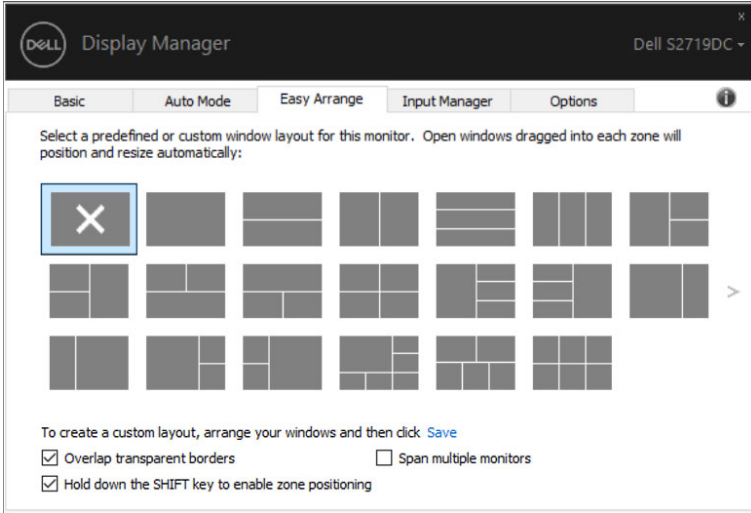 x
DELL Display Manager Dell S2719DC
Basic Auto Mode Easy Arrange Input Manager Options i
Select a predefined or custom window layout for this monitor. Open windows dragged into each zone will
position and resize automatically:
>
To create a custom layout, arrange your windows and then click Save
Overlap transparent borders Span multiple monitors
Hold down the SHIFT key to enable zone positioning